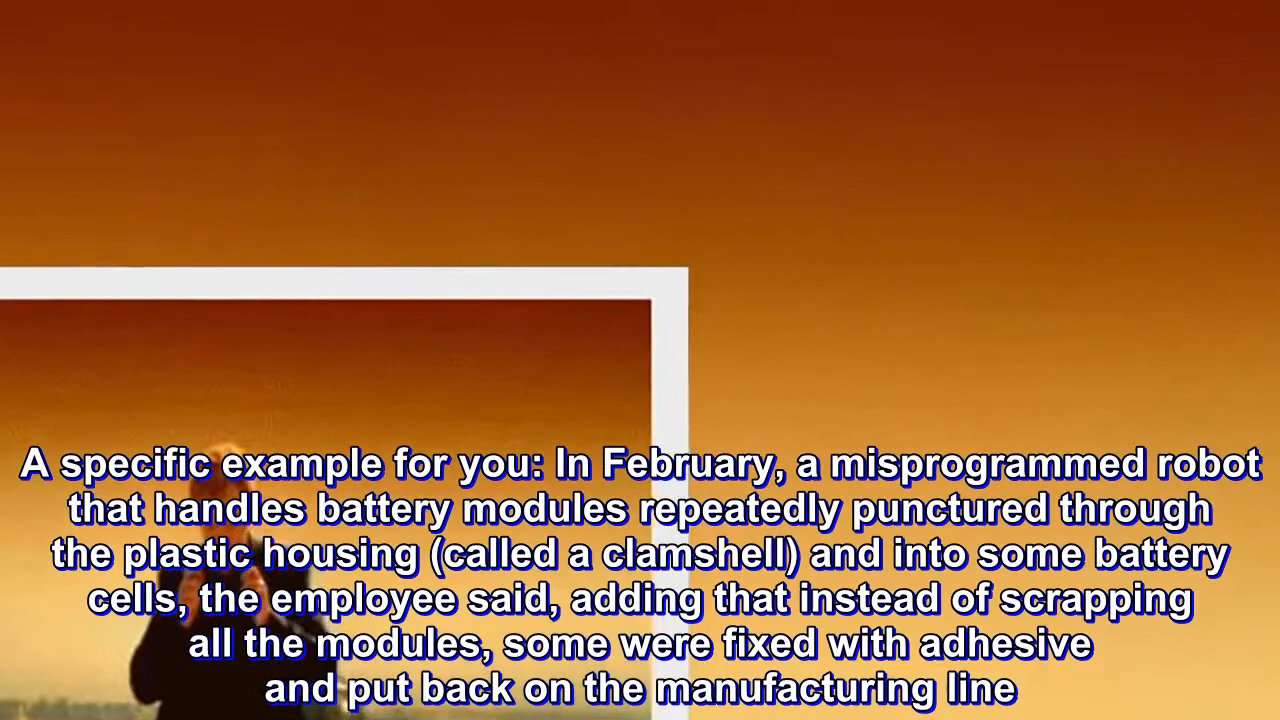 A specific example for you: In February, a misprogrammed robot
that handles battery modules repeatedly punctured through
the plastic housing (called a clamshell) and into some battery
cells, the employee said, adding that instead of scrapping
all the modules, some were fixed with adhesive
and put back on the manufacturing line